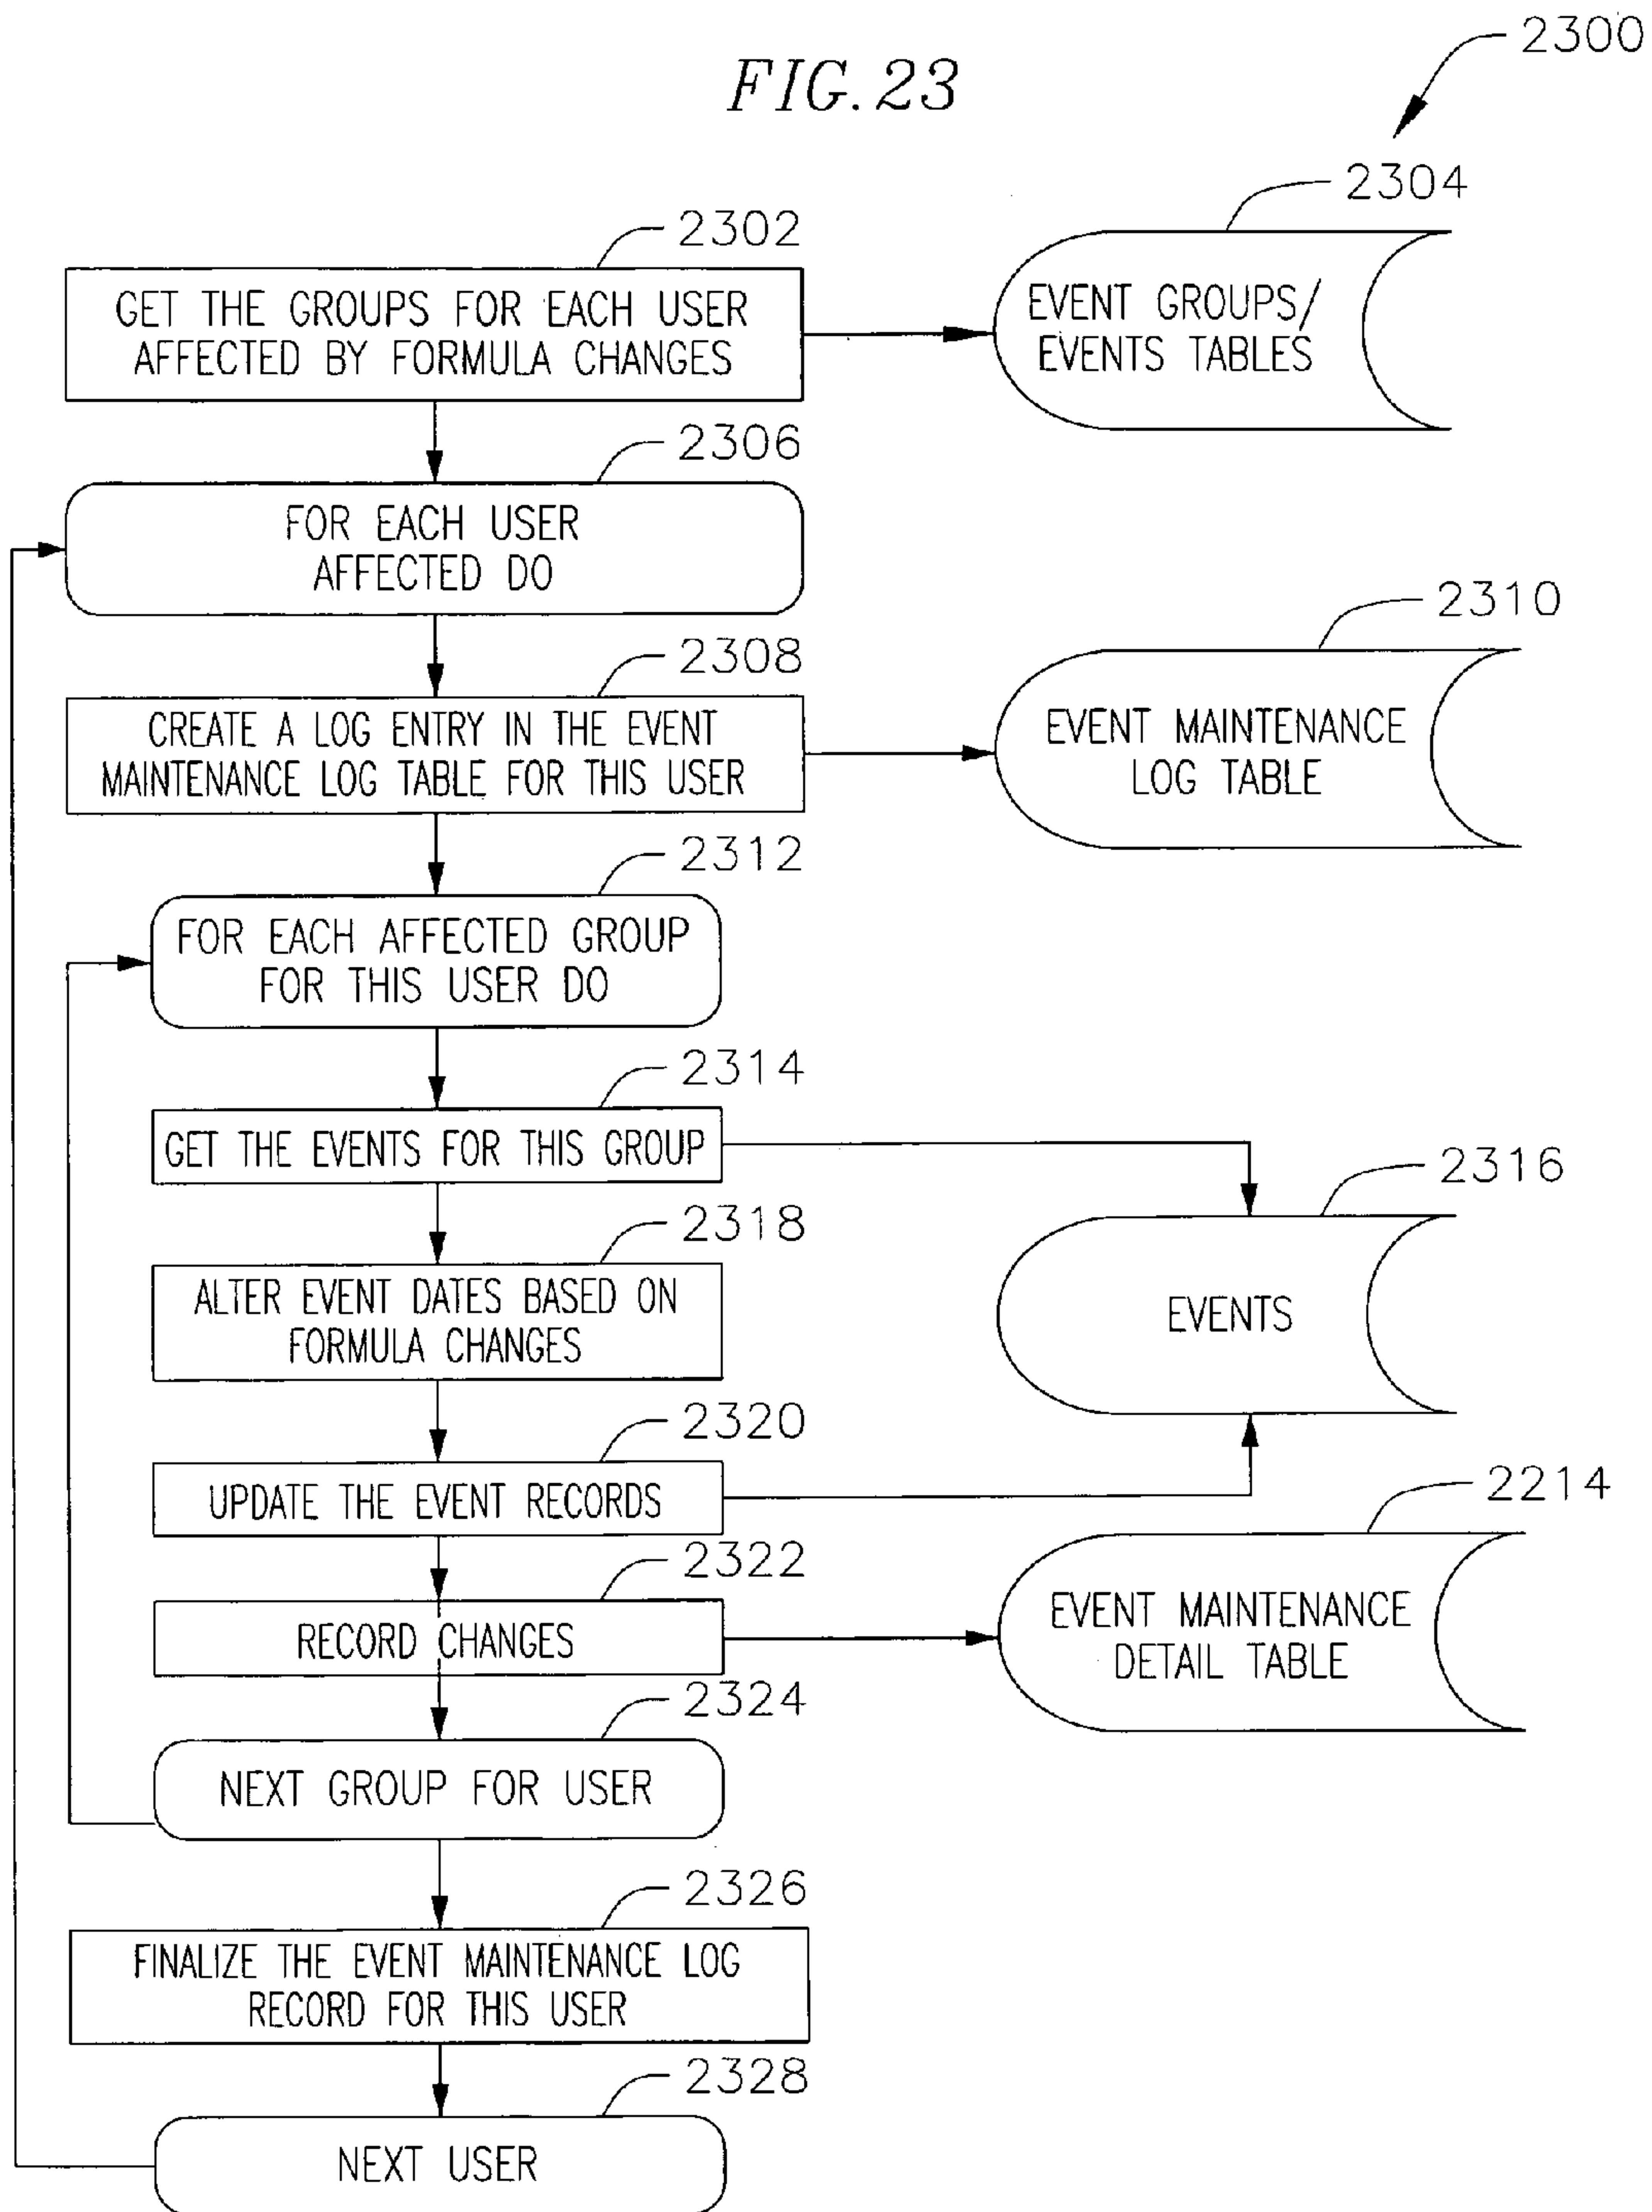 FIG. 23
2300
2304
2302
GET THE GROUPS FOR EACH USER
AFFECTED BY FORMULA CHANGES
EVENT GROUPS/
EVENTS TABLES
2306
FOR EACH USER
AFFECTED DO
2310
2308
CREATE A LOG ENTRY IN THE EVENT
MAINTENANCE LOG TABLE FOR THIS USER
EVENT MAINTENANCE
LOG TABLE
2312
FOR EACH AFFECTED GROUP
FOR THIS USER DO
2314
GET THE EVENTS FOR THIS GROUP
2316
2318
ALTER EVENT DATES BASED ON
FORMULA CHANGES
EVENTS
2320
UPDATE THE EVENT RECORDS
2214
2322
RECORD CHANGES
EVENT MAINTENANCE
DETAIL TABLE
2324
NEXT GROUP FOR USER
2326
FINALIZE THE EVENT MAINTENANCE LOG
RECORD FOR THIS USER
2328
NEXT USER